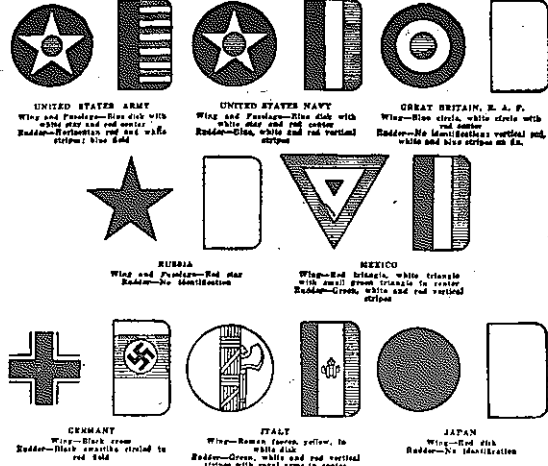 UNITED STATES ARMY
Wing and Fuselage—Blue disk with
white star and red center
Rudder—Horizontal red and white
stripes; blue field
UNITED STATES NAVY
Wing and Fuselage—Blue disk with
white star and red center
Rudder—Blue, white and red vertical
stripes
GREAT BRITAIN, R. A. F.
Wing—Blue circle, white circle with
red center
Rudder—No identification; vertical red,
white and blue stripes on fin.
RUSSIA
Wing and Fuselage—Red star
Rudder—No identification
MEXICO
Wing—Red triangle, white triangle
with small green triangle in center
Rudder—Green, white and red vertical
stripes
GERMANY
Wing—Black cross
Rudder—Black swastika circled in
red field
ITALY
Wing—Roman fasces, yellow, in
white disk
Rudder—Green, white and red vertical
stripes with royal arms in center
JAPAN
Wing—Red disk
Rudder—No identification